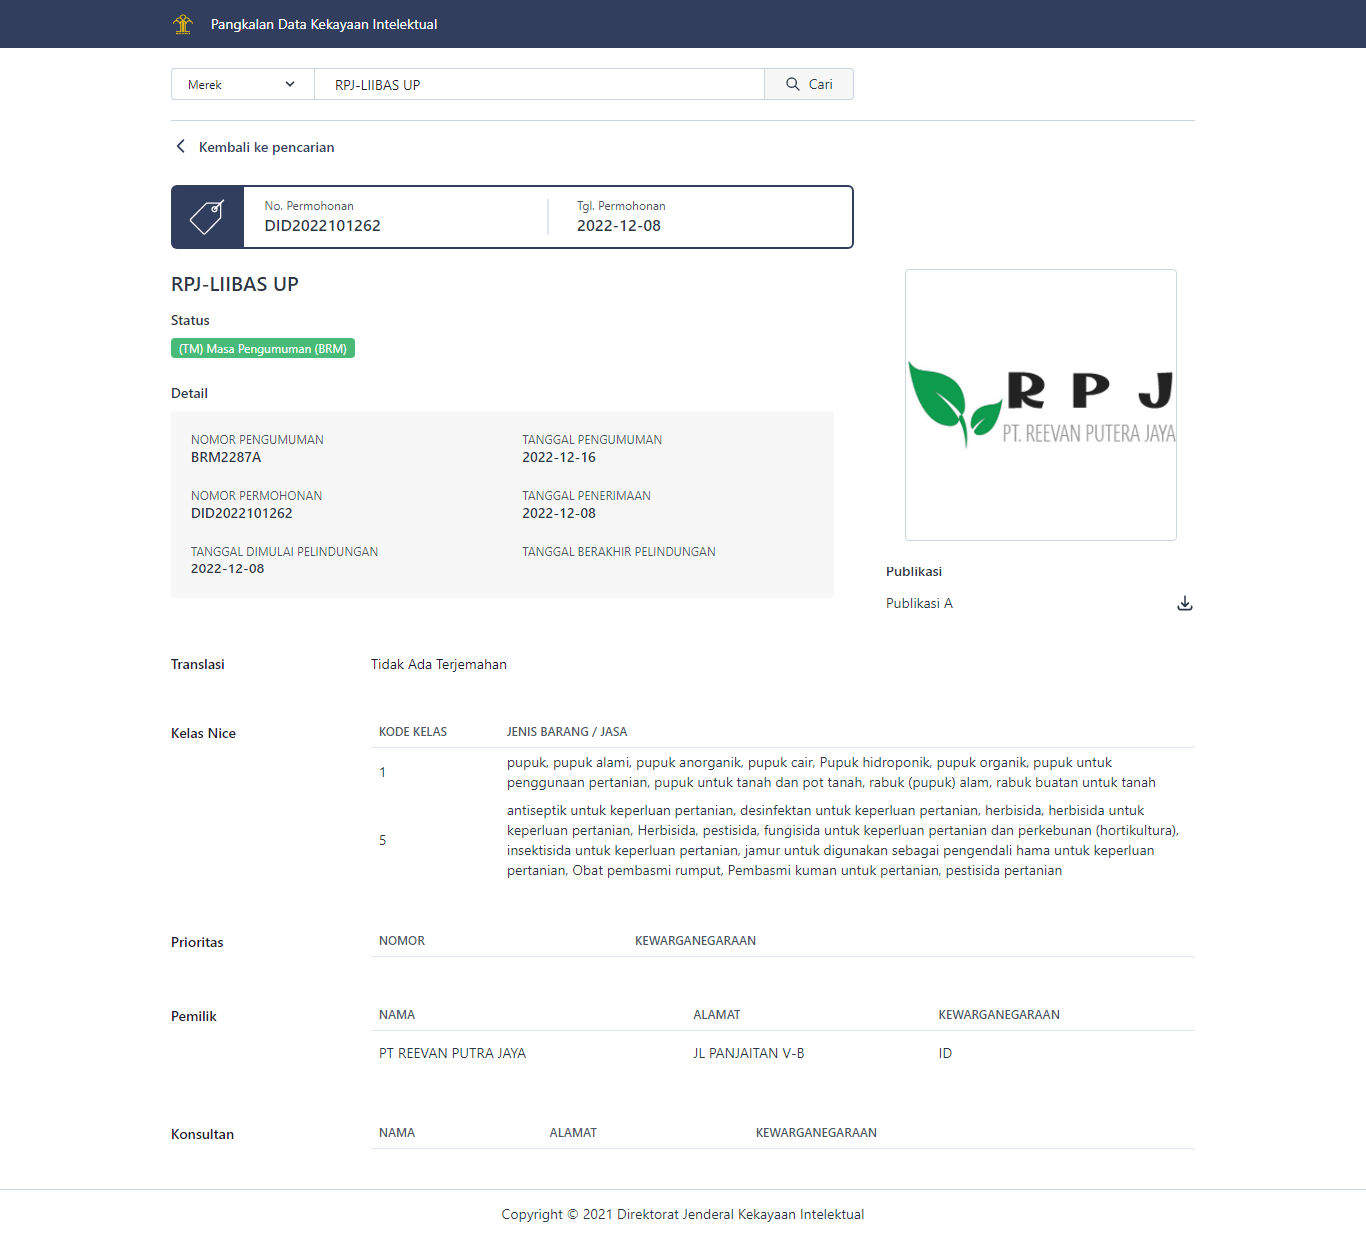 Pangkalan Data Kekayaan Intelektual
Merek
RPJ-LIIBAS UP
Cari
Kembali ke pencarian
No. Permohonan
DID2022101262
Tgl. Permohonan
2022-12-08
RPJ-LIIBAS UP
Status
(TM) Masa Pengumuman (BRM)
Detail
NOMOR PENGUMUMAN
BRM2287A
TANGGAL PENGUMUMAN
2022-12-16
NOMOR PERMOHONAN
DID2022101262
TANGGAL PENERIMAAN
2022-12-08
TANGGAL DIMULAI PELINDUNGAN
2022-12-08
TANGGAL BERAKHIR PELINDUNGAN
RPJ
PT. REEVAN PUTERA JAYA
Publikasi
Publikasi A
Translasi
Tidak Ada Terjemahan
Kelas Nice
KODE KELAS
JENIS BARANG / JASA
1
pupuk, pupuk alami, pupuk anorganik, pupuk cair, Pupuk hidroponik, pupuk organik, pupuk untuk
penggunaan pertanian, pupuk untuk tanah dan pot tanah, rabuk (pupuk) alam, rabuk buatan untuk tanah
5
antiseptik untuk keperluan pertanian, desinfektan untuk keperluan pertanian, herbisida, herbisida untuk
keperluan pertanian, Herbisida, pestisida, fungisida untuk keperluan pertanian dan perkebunan (hortikultura),
insektisida untuk keperluan pertanian, jamur untuk digunakan sebagai pengendali hama untuk keperluan
pertanian, Obat pembasmi rumput, Pembasmi kuman untuk pertanian, pestisida pertanian
Prioritas
NOMOR
KEWARGANEGARAAN
Pemilik
NAMA
ALAMAT
KEWARGANEGARAAN
PT REEVAN PUTRA JAYA
JL PANJAITAN V-B
ID
Konsultan
NAMA
ALAMAT
KEWARGANEGARAAN
Copyright © 2021 Direktorat Jenderal Kekayaan Intelektual